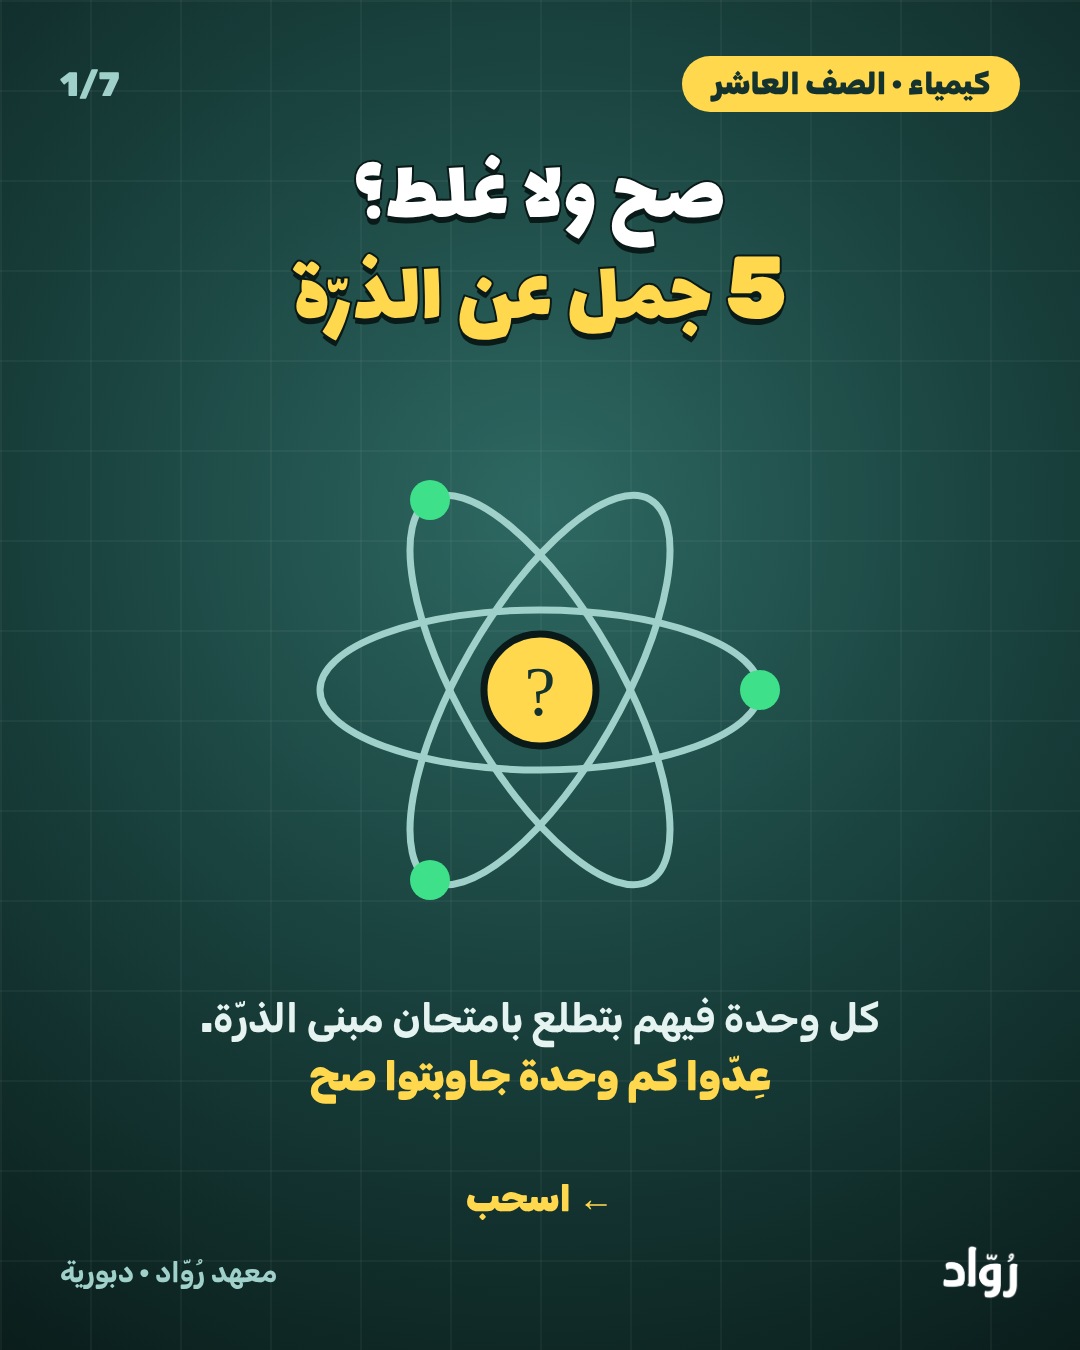 كيمياء • الصف العاشر
1/7
صح ولا غلط؟
5 جمل عن الذرّة
?
كل وحدة فيهم بتطلع بامتحان مبنى الذرّة.
عِدّوا كم وحدة جاوبتوا صح
← اسحب
رُوّاد
معهد رُوّاد • دبورية